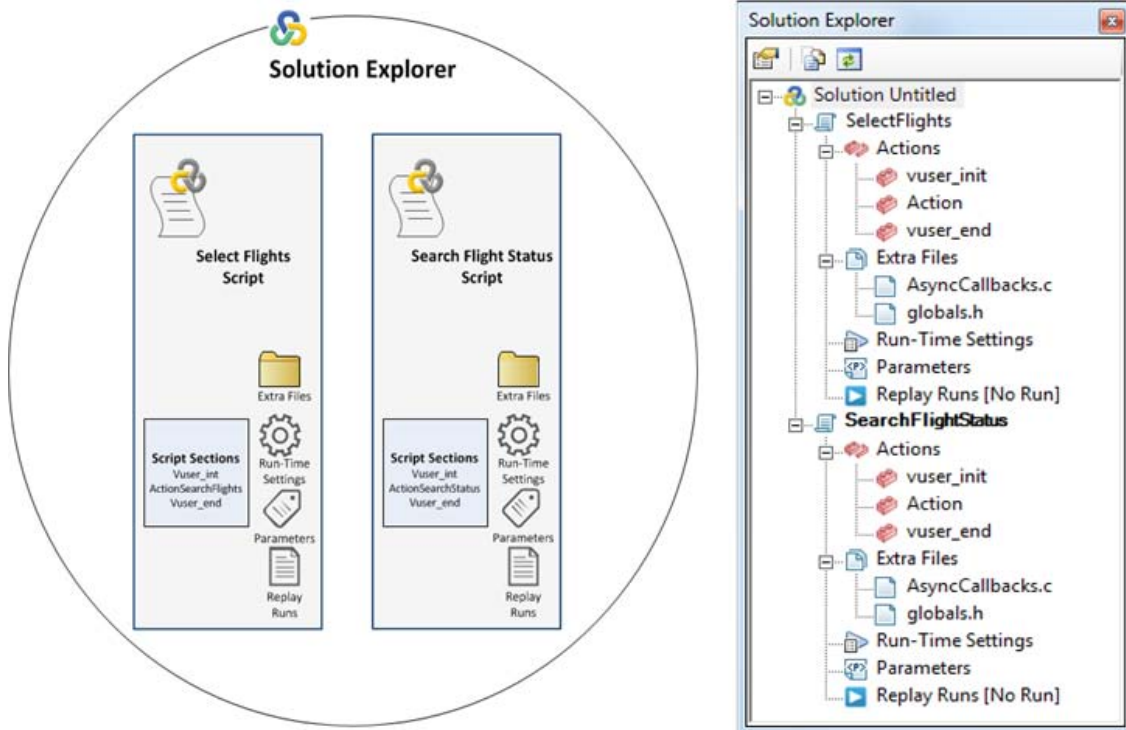 Solution Explorer
Select Flights
Script
Extra Files
Script Sections
Vuser_int
ActionSearchFlights
Vuser_end
Run-Time
Settings
Parameters
Replay
Runs
Search Flight Status
Script
Extra Files
Script Sections
Vuser_int
ActionSearchStatus
Vuser_end
Run-Time
Settings
Parameters
Replay
Runs
Solution Explorer
Solution Untitled
SelectFlights
Actions
vuser_init
Action
vuser_end
Extra Files
AsyncCallbacks.c
globals.h
Run-Time Settings
Parameters
Replay Runs [No Run]
SearchFlightStatus
Actions
vuser_init
Action
vuser_end
Extra Files
AsyncCallbacks.c
globals.h
Run-Time Settings
Parameters
Replay Runs [No Run]